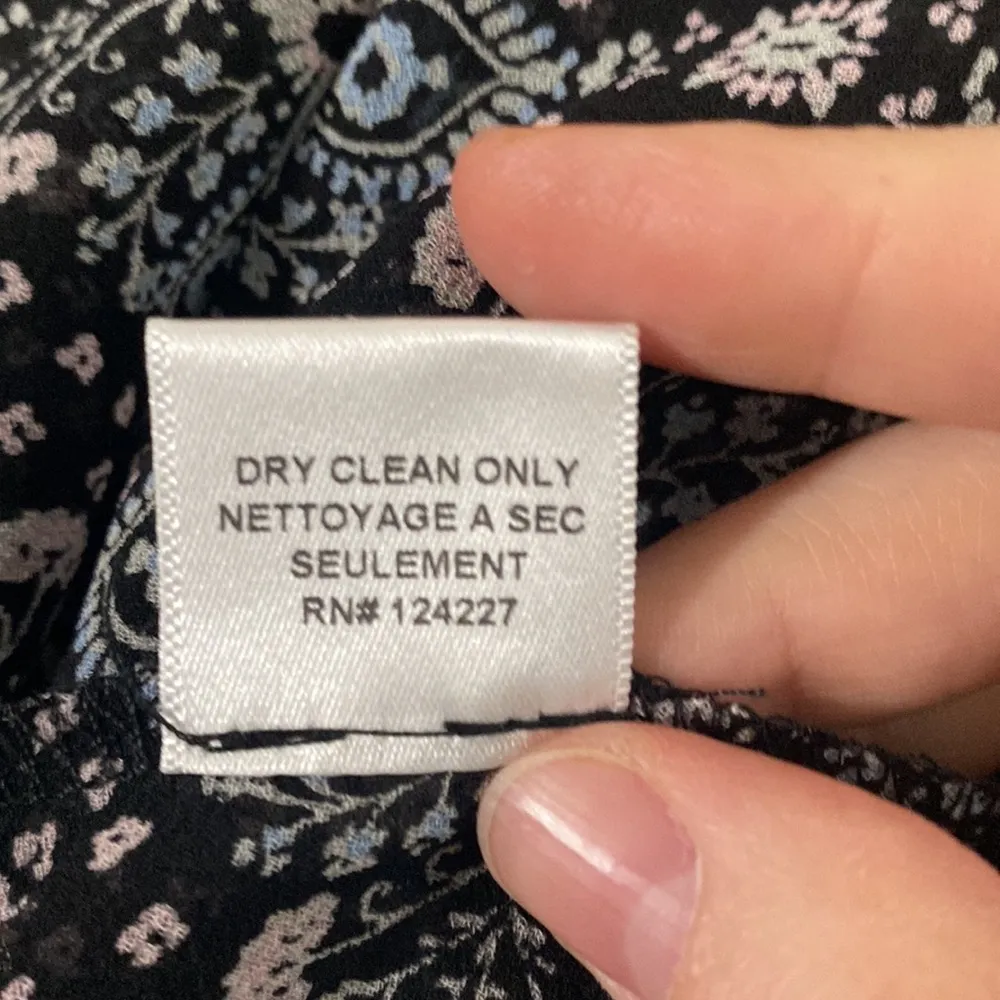 DRY CLEAN ONLY
NETTOYAGE A SEC
SEULEMENT
RN# 124227